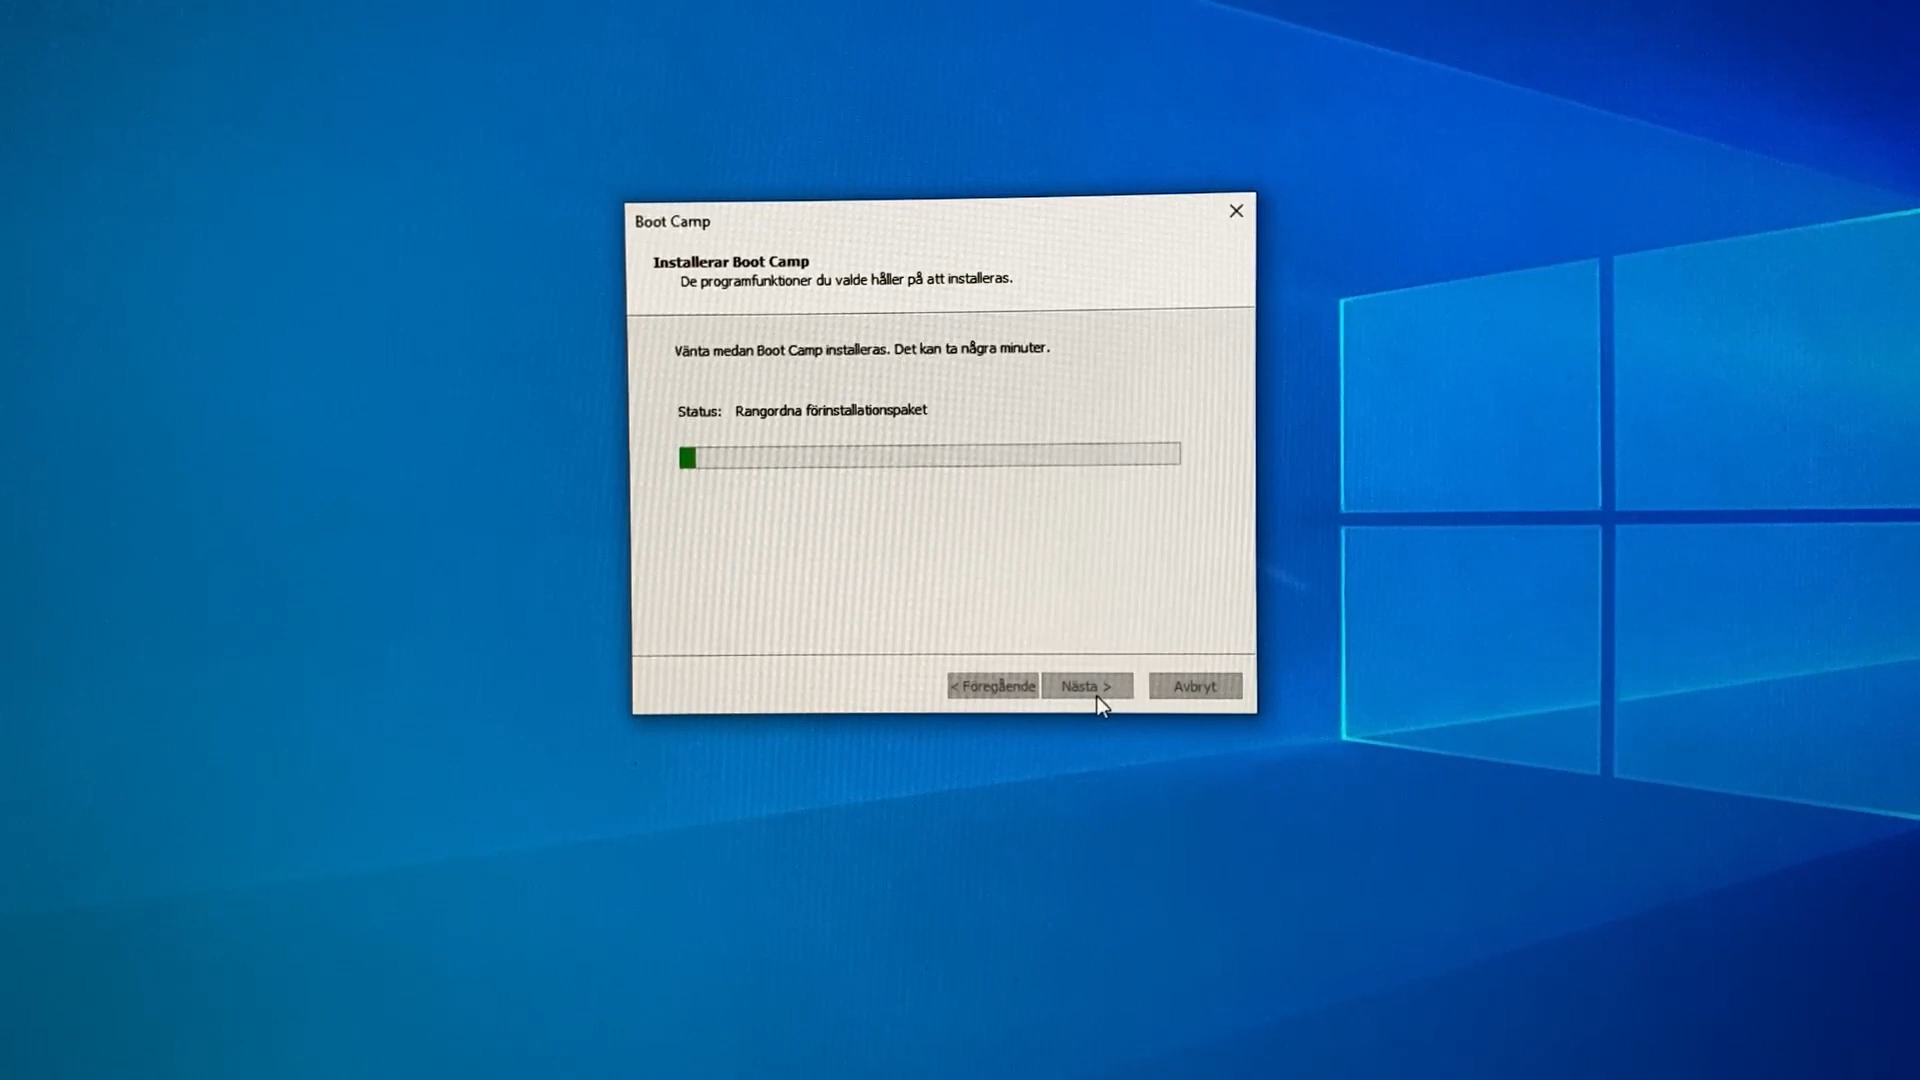 Boot Camp
Installerar Boot Camp
De programfunktioner du valde håller på att installeras.
Vänta medan Boot Camp installeras. Det kan ta några minuter.
Status: Rangordna förinstallationspaket
< Föregående Nästa > Avbryt